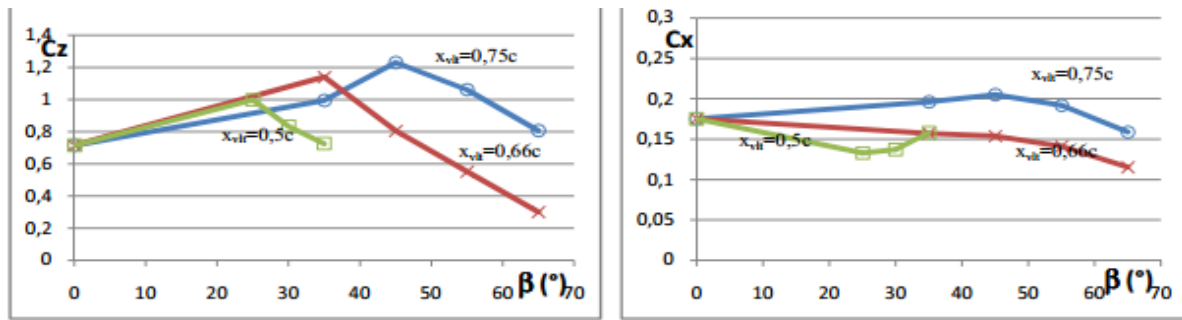 1,4
Cz
1,2
1
0,8
0,6
0,4
0,2
0
0 10 20 30 40 50 60 70
β (°)
xvlt=0,75c
xvlt=0,5c
xvlt=0,66c
0,3
Cx
0,25
0,2
0,15
0,1
0,05
0
0 10 20 30 40 50 60 70
β (°)
xvlt=0,75c
xvlt=0,5c
xvlt=0,66c